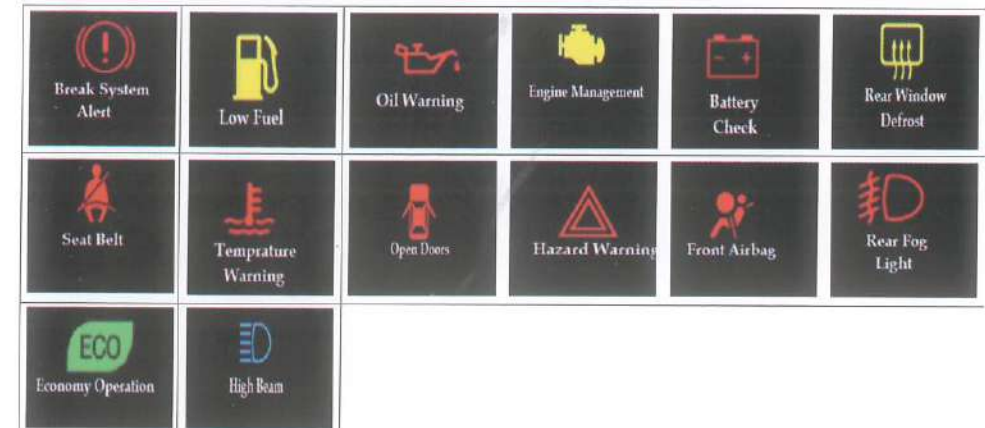 Break System
Alert
Low Fuel
Oil Warning
Engine Management
Battery
Check
Rear Window
Defrost
Seat Belt
Temprature
Warning
Open Doors
Hazard Warning
Front Airbag
Rear Fog
Light
ECO
Economy Operation
High Beam